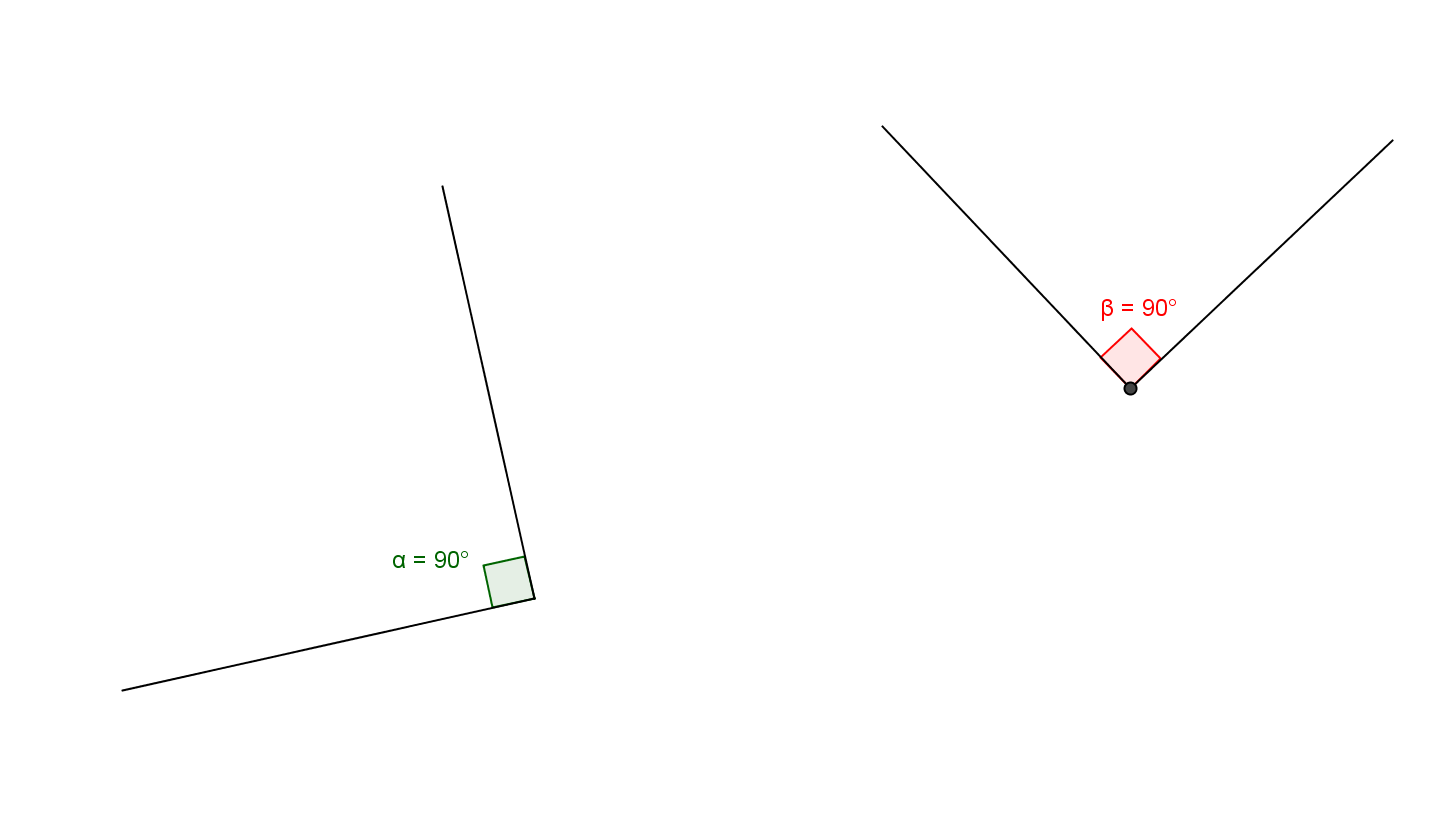 β = 90°
α = 90°